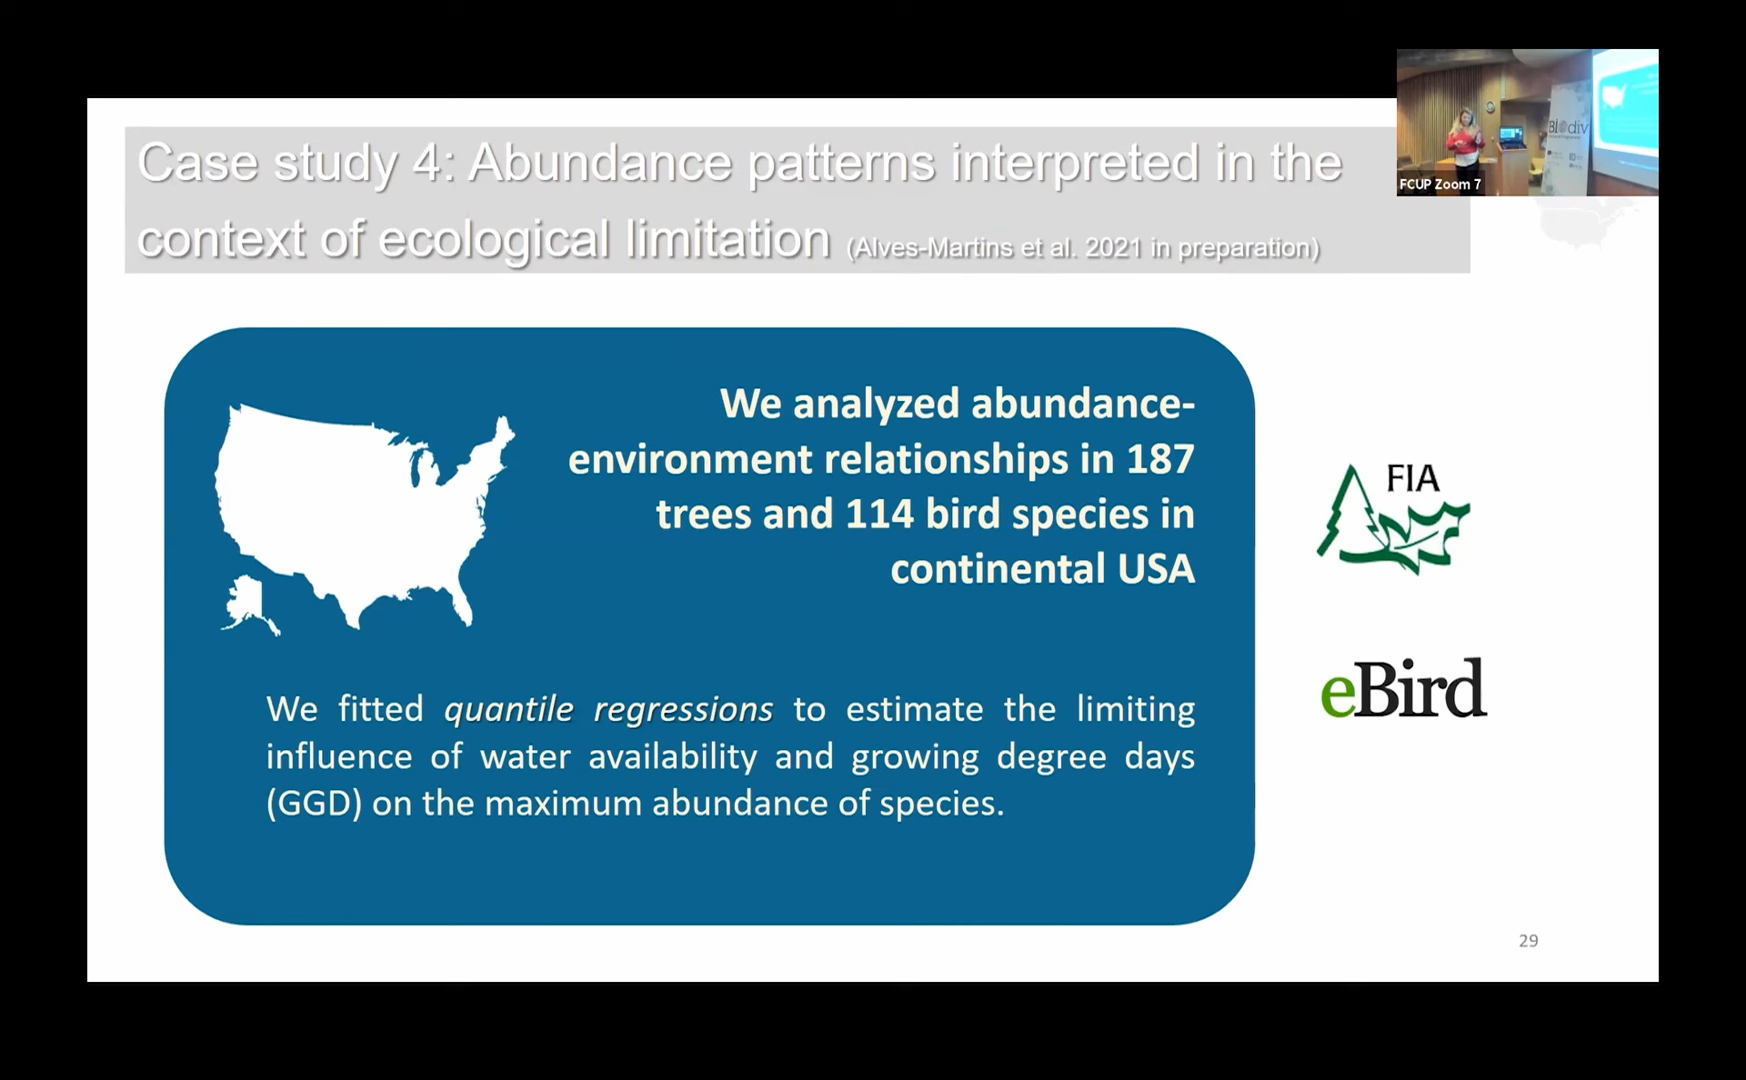 Case study 4: Abundance patterns interpreted in the
context of ecological limitation (Alves-Martins et al. 2021 in preparation)
FCUP Zoom 7
Biodiv
We analyzed abundance-
environment relationships in 187
trees and 114 bird species in
continental USA
We fitted quantile regressions to estimate the limiting
influence of water availability and growing degree days
(GGD) on the maximum abundance of species.
FIA
eBird
29